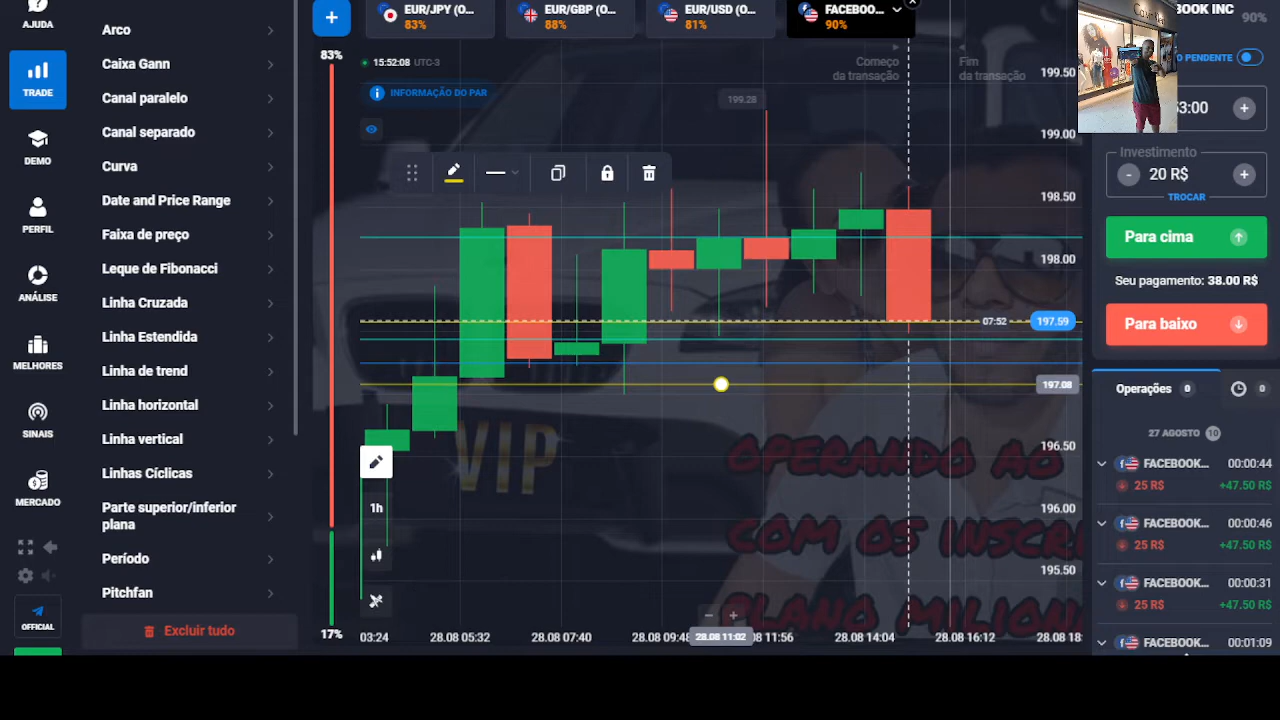 AJUDA
TRADE
DEMO
PERFIL
ANÁLISE
MELHORES
SINAIS
MERCADO
OFFICIAL
Arco
Caixa Gann
Canal paralelo
Canal separado
Curva
Date and Price Range
Faixa de preço
Leque de Fibonacci
Linha Cruzada
Linha Estendida
Linha de trend
Linha horizontal
Linha vertical
Linhas Cíclicas
Parte superior/inferior
plana
Período
Pitchfan
Excluir tudo
+
EUR/JPY (O...
83%
EUR/GBP (O...
88%
EUR/USD (O...
81%
FACEBOO...
90%
83%
17%
15:52:08 UTC-3
INFORMAÇÃO DO PAR
Começo
da transação
Fim
da transação
199.28
199.50
199.00
198.50
198.00
07:52
197.59
197.08
196.50
196.00
195.50
1h
VIP
OPERANDO AO
COM OS INSCRI
PLANO MILION
03:24
28.08 05:32
28.08 07:40
28.08 09:48
28.08 11:02
11:56
28.08 14:04
28.08 16:12
28.08 18:
BOOK INC
90%
O PENDENTE
53:00
+
Investimento
-
20 R$
+
TROCAR
Para cima
Seu pagamento: 38.00 R$
Para baixo
Operações 0
0
27 AGOSTO 10
FACEBOOK... 00:00:44
25 R$ +47.50 R$
FACEBOOK... 00:00:46
25 R$ +47.50 R$
FACEBOOK... 00:00:31
25 R$ +47.50 R$
FACEBOOK... 00:01:09